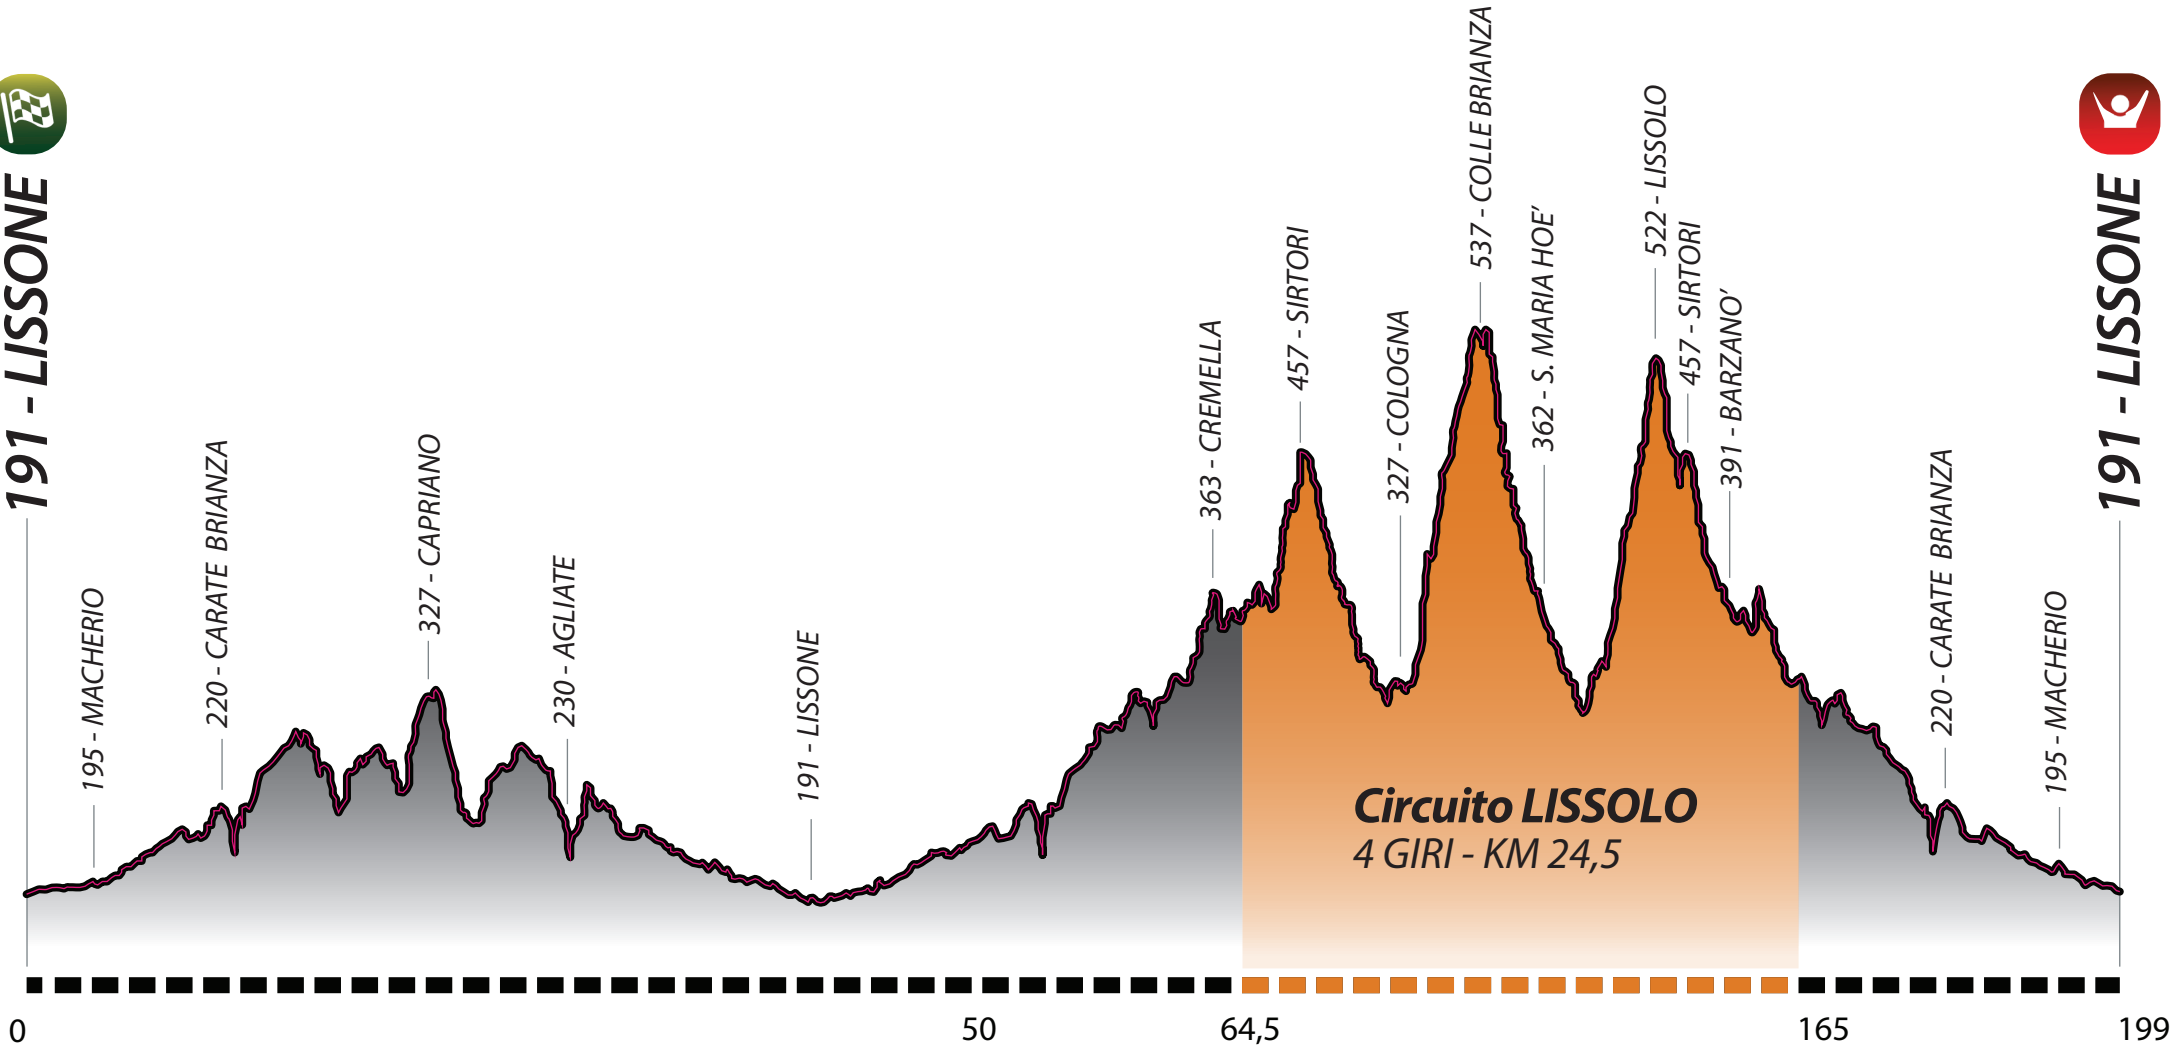 191 - LISSONE
195 - MACHERIO
220 - CARATE BRIANZA
327 - CAPRIANO
230 - AGLIATE
191 - LISSONE
363 - CREMELLA
457 - SIRTORI
327 - COLOGNA
537 - COLLE BRIANZA
362 - S. MARIA HOE’
522 - LISSOLO
457 - SIRTORI
391 - BARZANO’
220 - CARATE BRIANZA
195 - MACHERIO
191 - LISSONE
Circuito LISSOLO
4 GIRI - KM 24,5
0
50
64,5
165
199